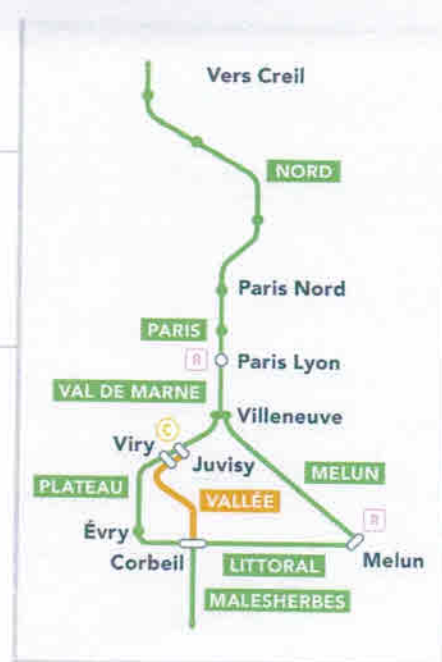 Vers Creil
NORD
Paris Nord
PARIS
R
Paris Lyon
VAL DE MARNE
Villeneuve
C
Viry
Juvisy
MELUN
PLATEAU
VALLÉE
R
Évry
Corbeil
LITTORAL
Melun
MALESHERBES